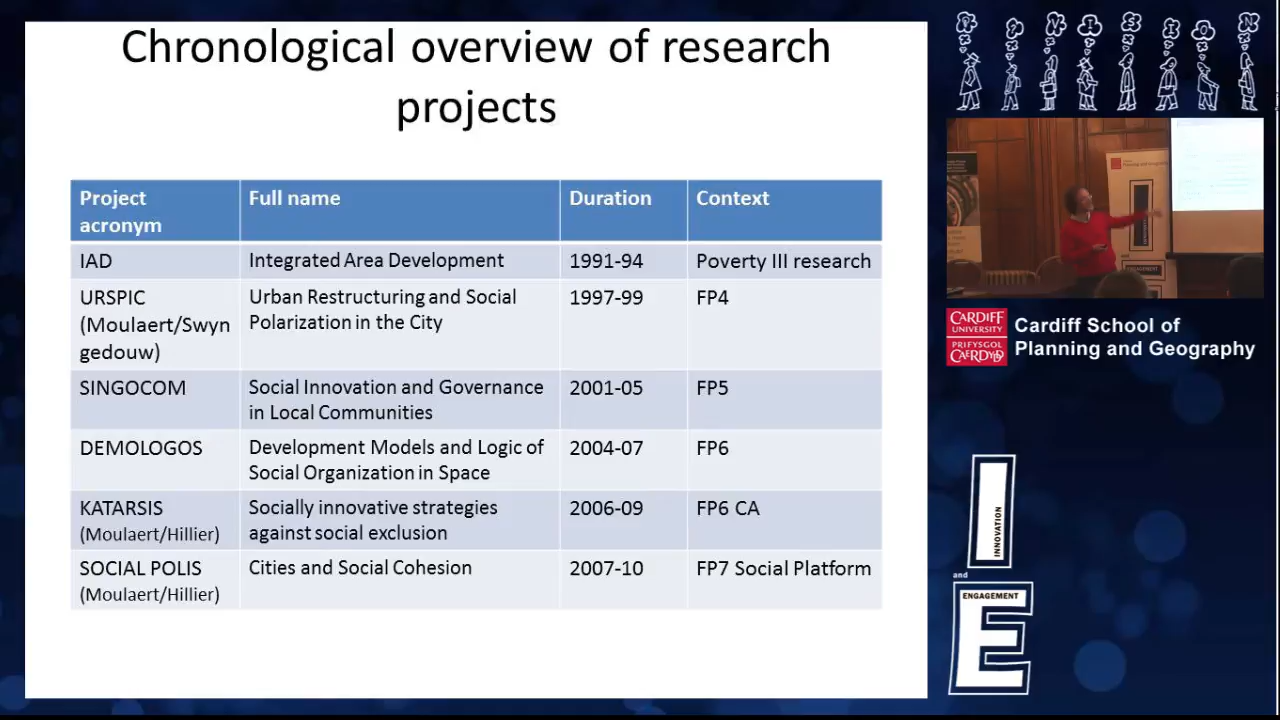 Chronological overview of research
projects
Project
acronym
Full name
Duration
Context
IAD
Integrated Area Development
1991-94
Poverty III research
URSPIC
(Moulaert/Swyn
gedouw)
Urban Restructuring and Social
Polarization in the City
1997-99
FP4
SINGOCOM
Social Innovation and Governance
in Local Communities
2001-05
FP5
DEMOLOGOS
Development Models and Logic of
Social Organization in Space
2004-07
FP6
KATARSIS
(Moulaert/Hillier)
Socially innovative strategies
against social exclusion
2006-09
FP6 CA
SOCIAL POLIS
(Moulaert/Hillier)
Cities and Social Cohesion
2007-10
FP7 Social Platform
CARDIFF
UNIVERSITY
PRIFYSGOL
CAERDYDD
Cardiff School of
Planning and Geography
I
INNOVATION
and
ENGAGEMENT
E